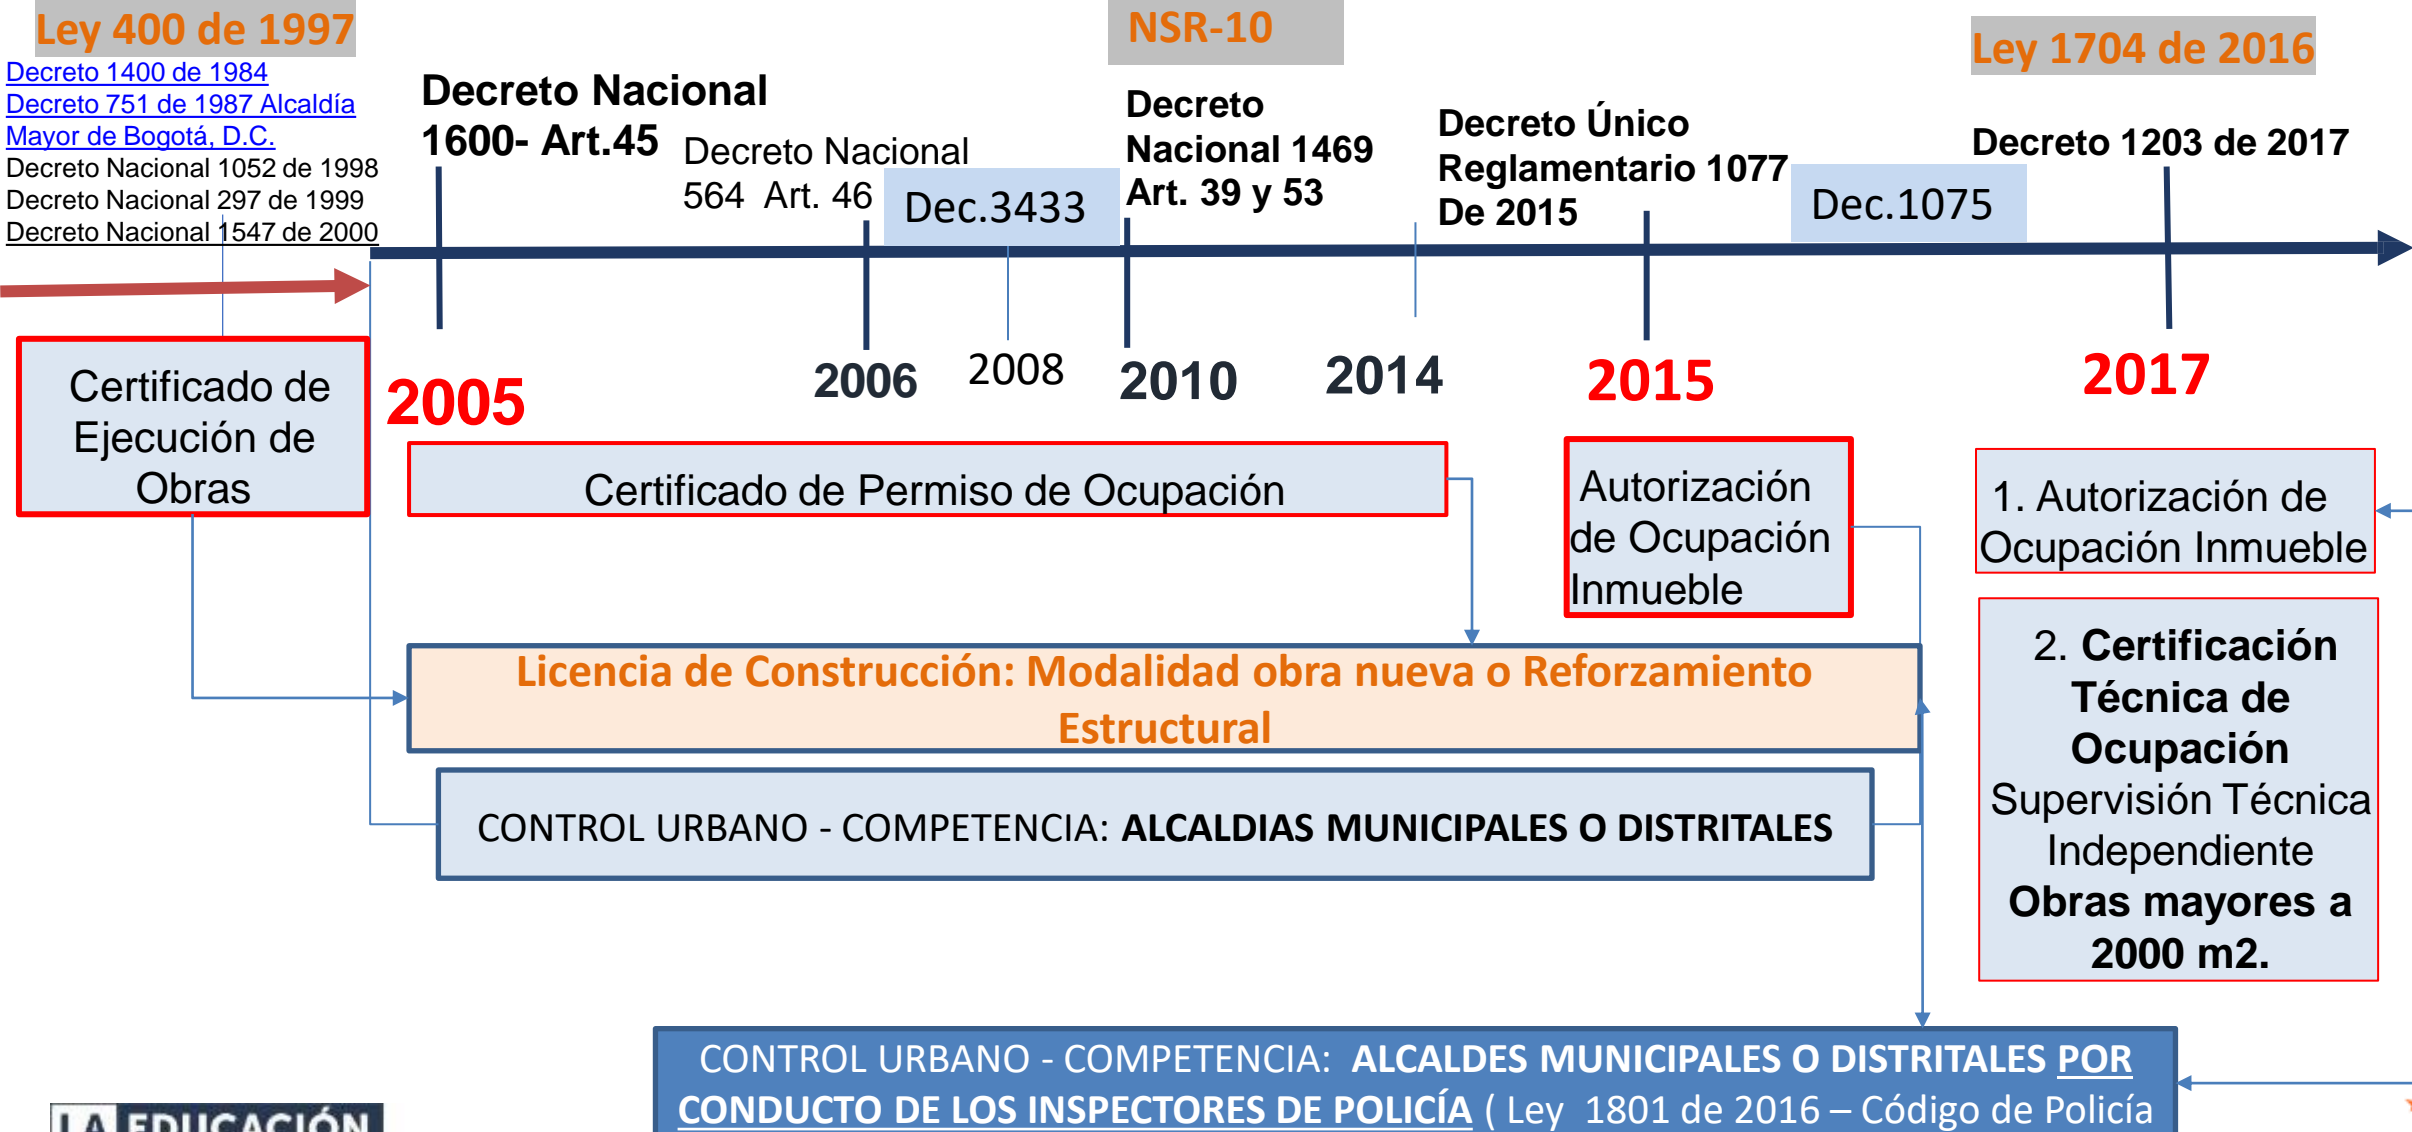 Ley 400 de 1997
Decreto 1400 de 1984
Decreto 751 de 1987 Alcaldía
Mayor de Bogotá, D.C.
Decreto Nacional 1052 de 1998
Decreto Nacional 297 de 1999
Decreto Nacional 1547 de 2000
Decreto Nacional
1600- Art.45
Decreto Nacional
564 Art. 46
Dec.3433
NSR-10
Decreto
Nacional 1469
Art. 39 y 53
Decreto Único
Reglamentario 1077
De 2015
Dec.1075
Ley 1704 de 2016
Decreto 1203 de 2017
2005
2006
2008
2010
2014
2015
2017
Certificado de
Ejecución de
Obras
Certificado de Permiso de Ocupación
Autorización
de Ocupación
Inmueble
1. Autorización de
Ocupación Inmueble
2. Certificación
Técnica de
Ocupación
Supervisión Técnica
Independiente
Obras mayores a
2000 m2.
Licencia de Construcción: Modalidad obra nueva o Reforzamiento
Estructural
CONTROL URBANO - COMPETENCIA: ALCALDIAS MUNICIPALES O DISTRITALES
CONTROL URBANO - COMPETENCIA: ALCALDES MUNICIPALES O DISTRITALES POR
CONDUCTO DE LOS INSPECTORES DE POLICÍA ( Ley 1801 de 2016 – Código de Policía
LA EDUCACIÓN